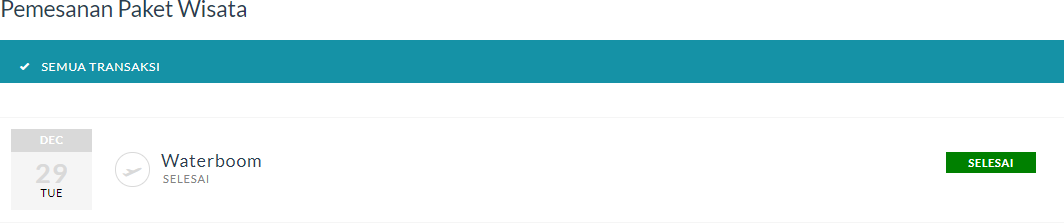 Pemesanan Paket Wisata
SEMUA TRANSAKSI
DEC
29
TUE
Waterboom
SELESAI
SELESAI